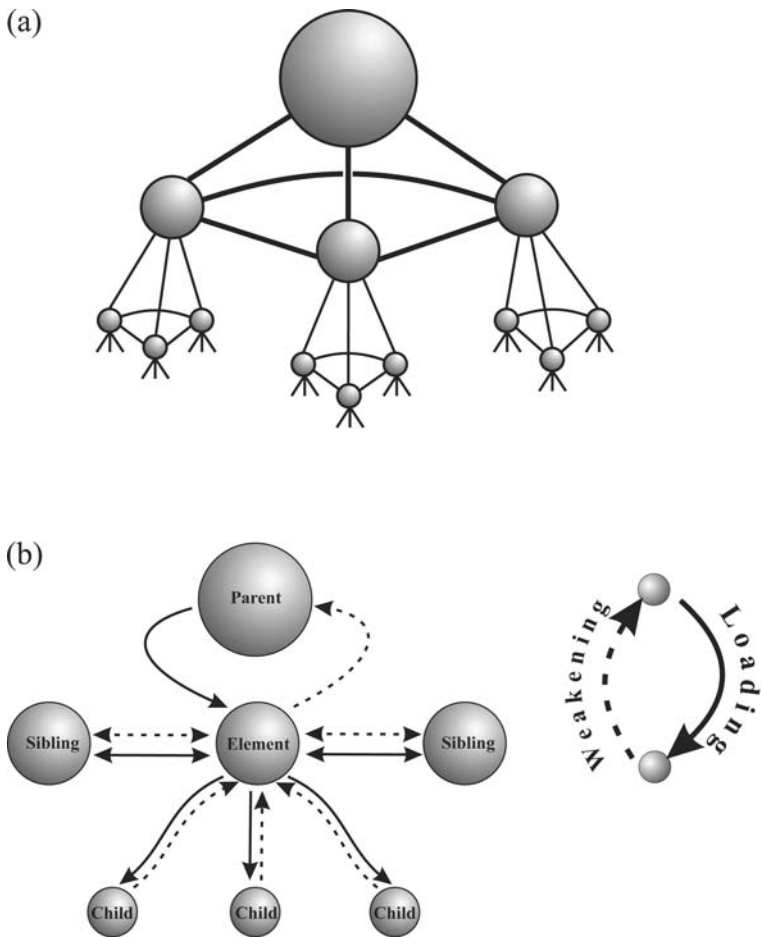 (a)
(b)
Parent
Sibling
Element
Sibling
Child
Child
Child
Weakening
Loading